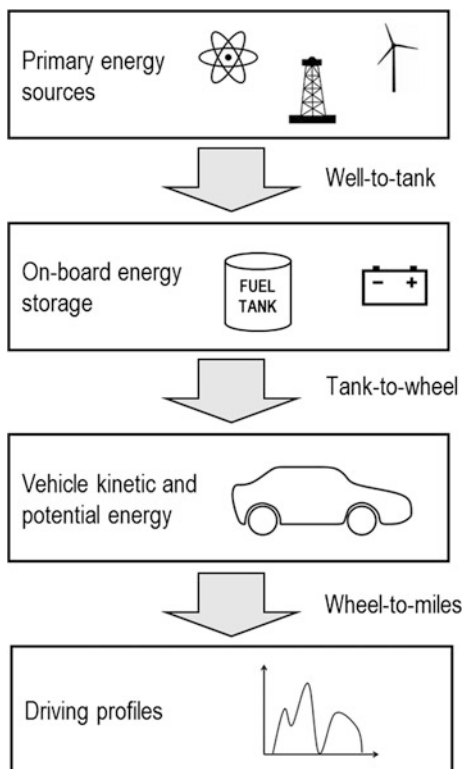 Primary energy
sources
Well-to-tank
On-board energy
storage
FUEL
TANK
− +
Tank-to-wheel
Vehicle kinetic and
potential energy
Wheel-to-miles
Driving profiles